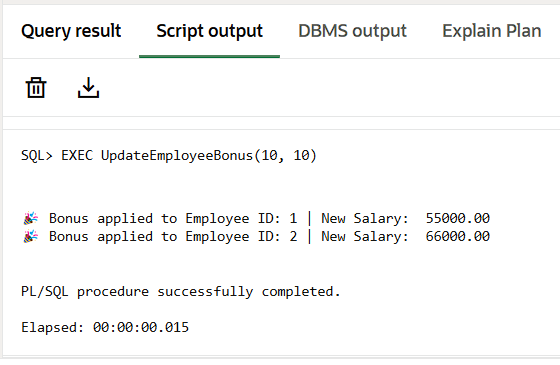 Query result Script output DBMS output Explain Plan
SQL> EXEC UpdateEmployeeBonus(10, 10)
🎉 Bonus applied to Employee ID: 1 | New Salary:  55000.00
🎉 Bonus applied to Employee ID: 2 | New Salary:  66000.00
PL/SQL procedure successfully completed.
Elapsed: 00:00:00.015